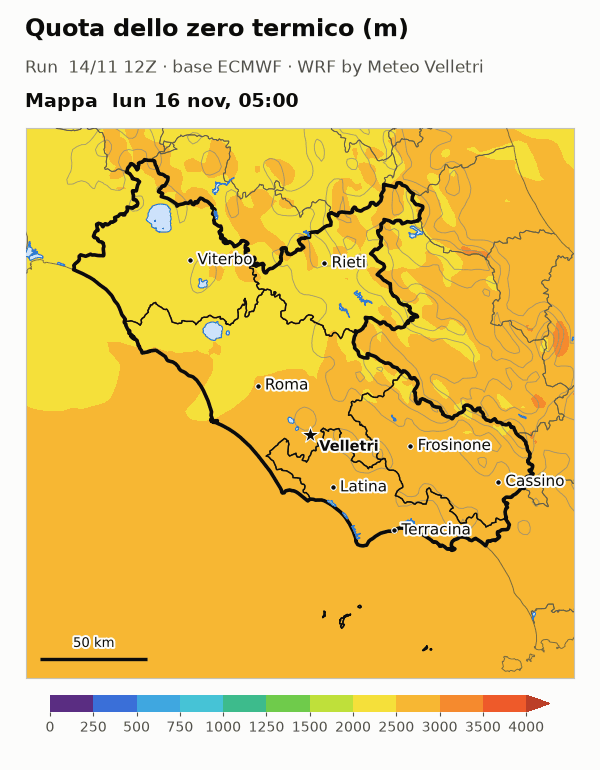 Quota dello zero termico (m)
Run  14/11 12Z · base ECMWF · WRF by Meteo Velletri
Mappa  lun 16 nov, 05:00
Viterbo
Rieti
Roma
Velletri
Frosinone
Latina
Cassino
Terracina
50 km
0 250 500 750 1000 1250 1500 2000 2500 3000 3500 4000